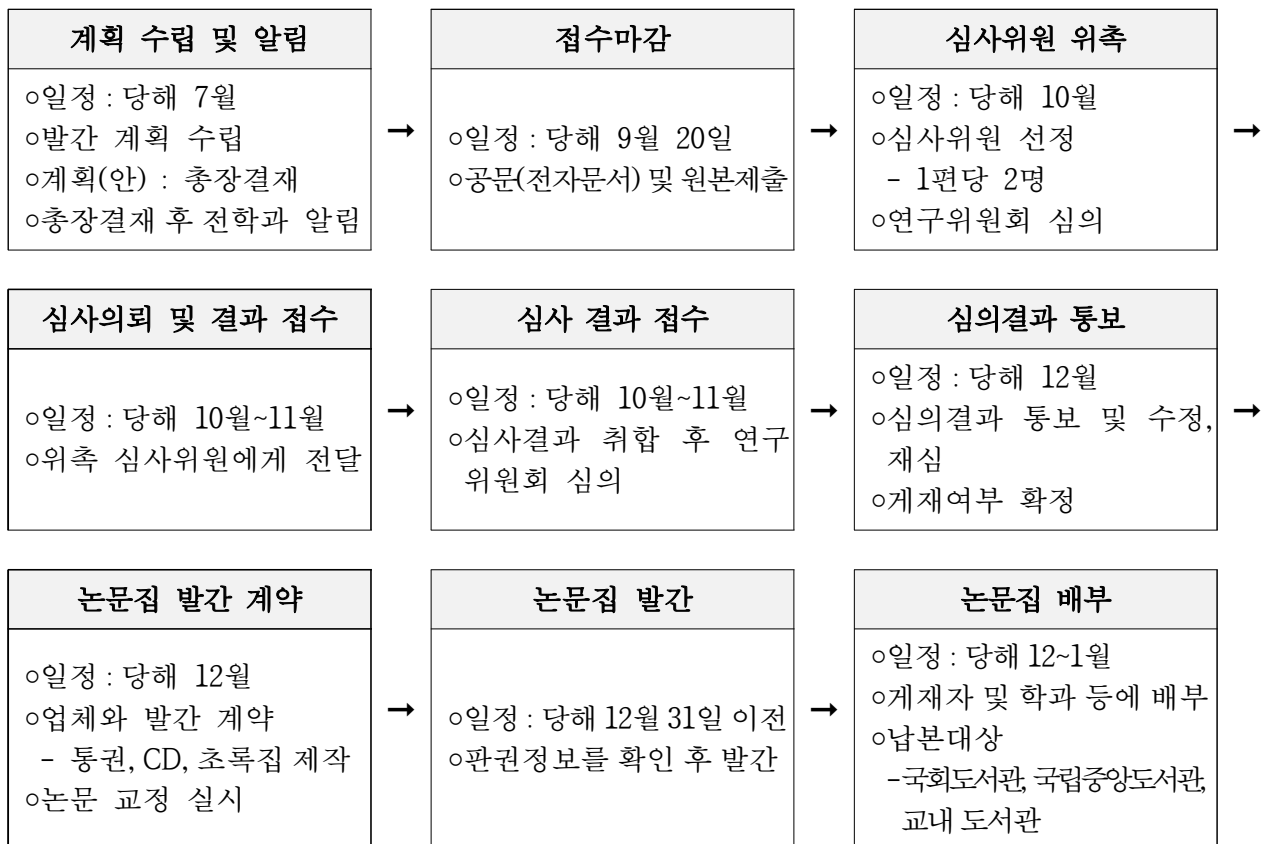 계획 수립 및 알림
○일정 : 당해 7월
○발간 계획 수립
○계획(안) : 총장결재
○총장결재 후 전학과 알림
➞
접수마감
○일정 : 당해 9월 20일
○공문(전자문서) 및 원본제출
➞
심사위원 위촉
○일정 : 당해 10월
○심사위원 선정
- 1편당 2명
○연구위원회 심의
➞
심사의뢰 및 결과 접수
○일정 : 당해 10월~11월
○위촉 심사위원에게 전달
➞
심사 결과 접수
○일정 : 당해 10월~11월
○심사결과 취합 후 연구
위원회 심의
➞
심의결과 통보
○일정 : 당해 12월
○심의결과 통보 및 수정,
재심
○게재여부 확정
➞
논문집 발간 계약
○일정 : 당해 12월
○업체와 발간 계약
- 통권, CD, 초록집 제작
○논문 교정 실시
➞
논문집 발간
○일정 : 당해 12월 31일 이전
○판권정보를 확인 후 발간
➞
논문집 배부
○일정 : 당해 12~1월
○게재자 및 학과 등에 배부
○납본대상
-국회도서관, 국립중앙도서관,
교내 도서관